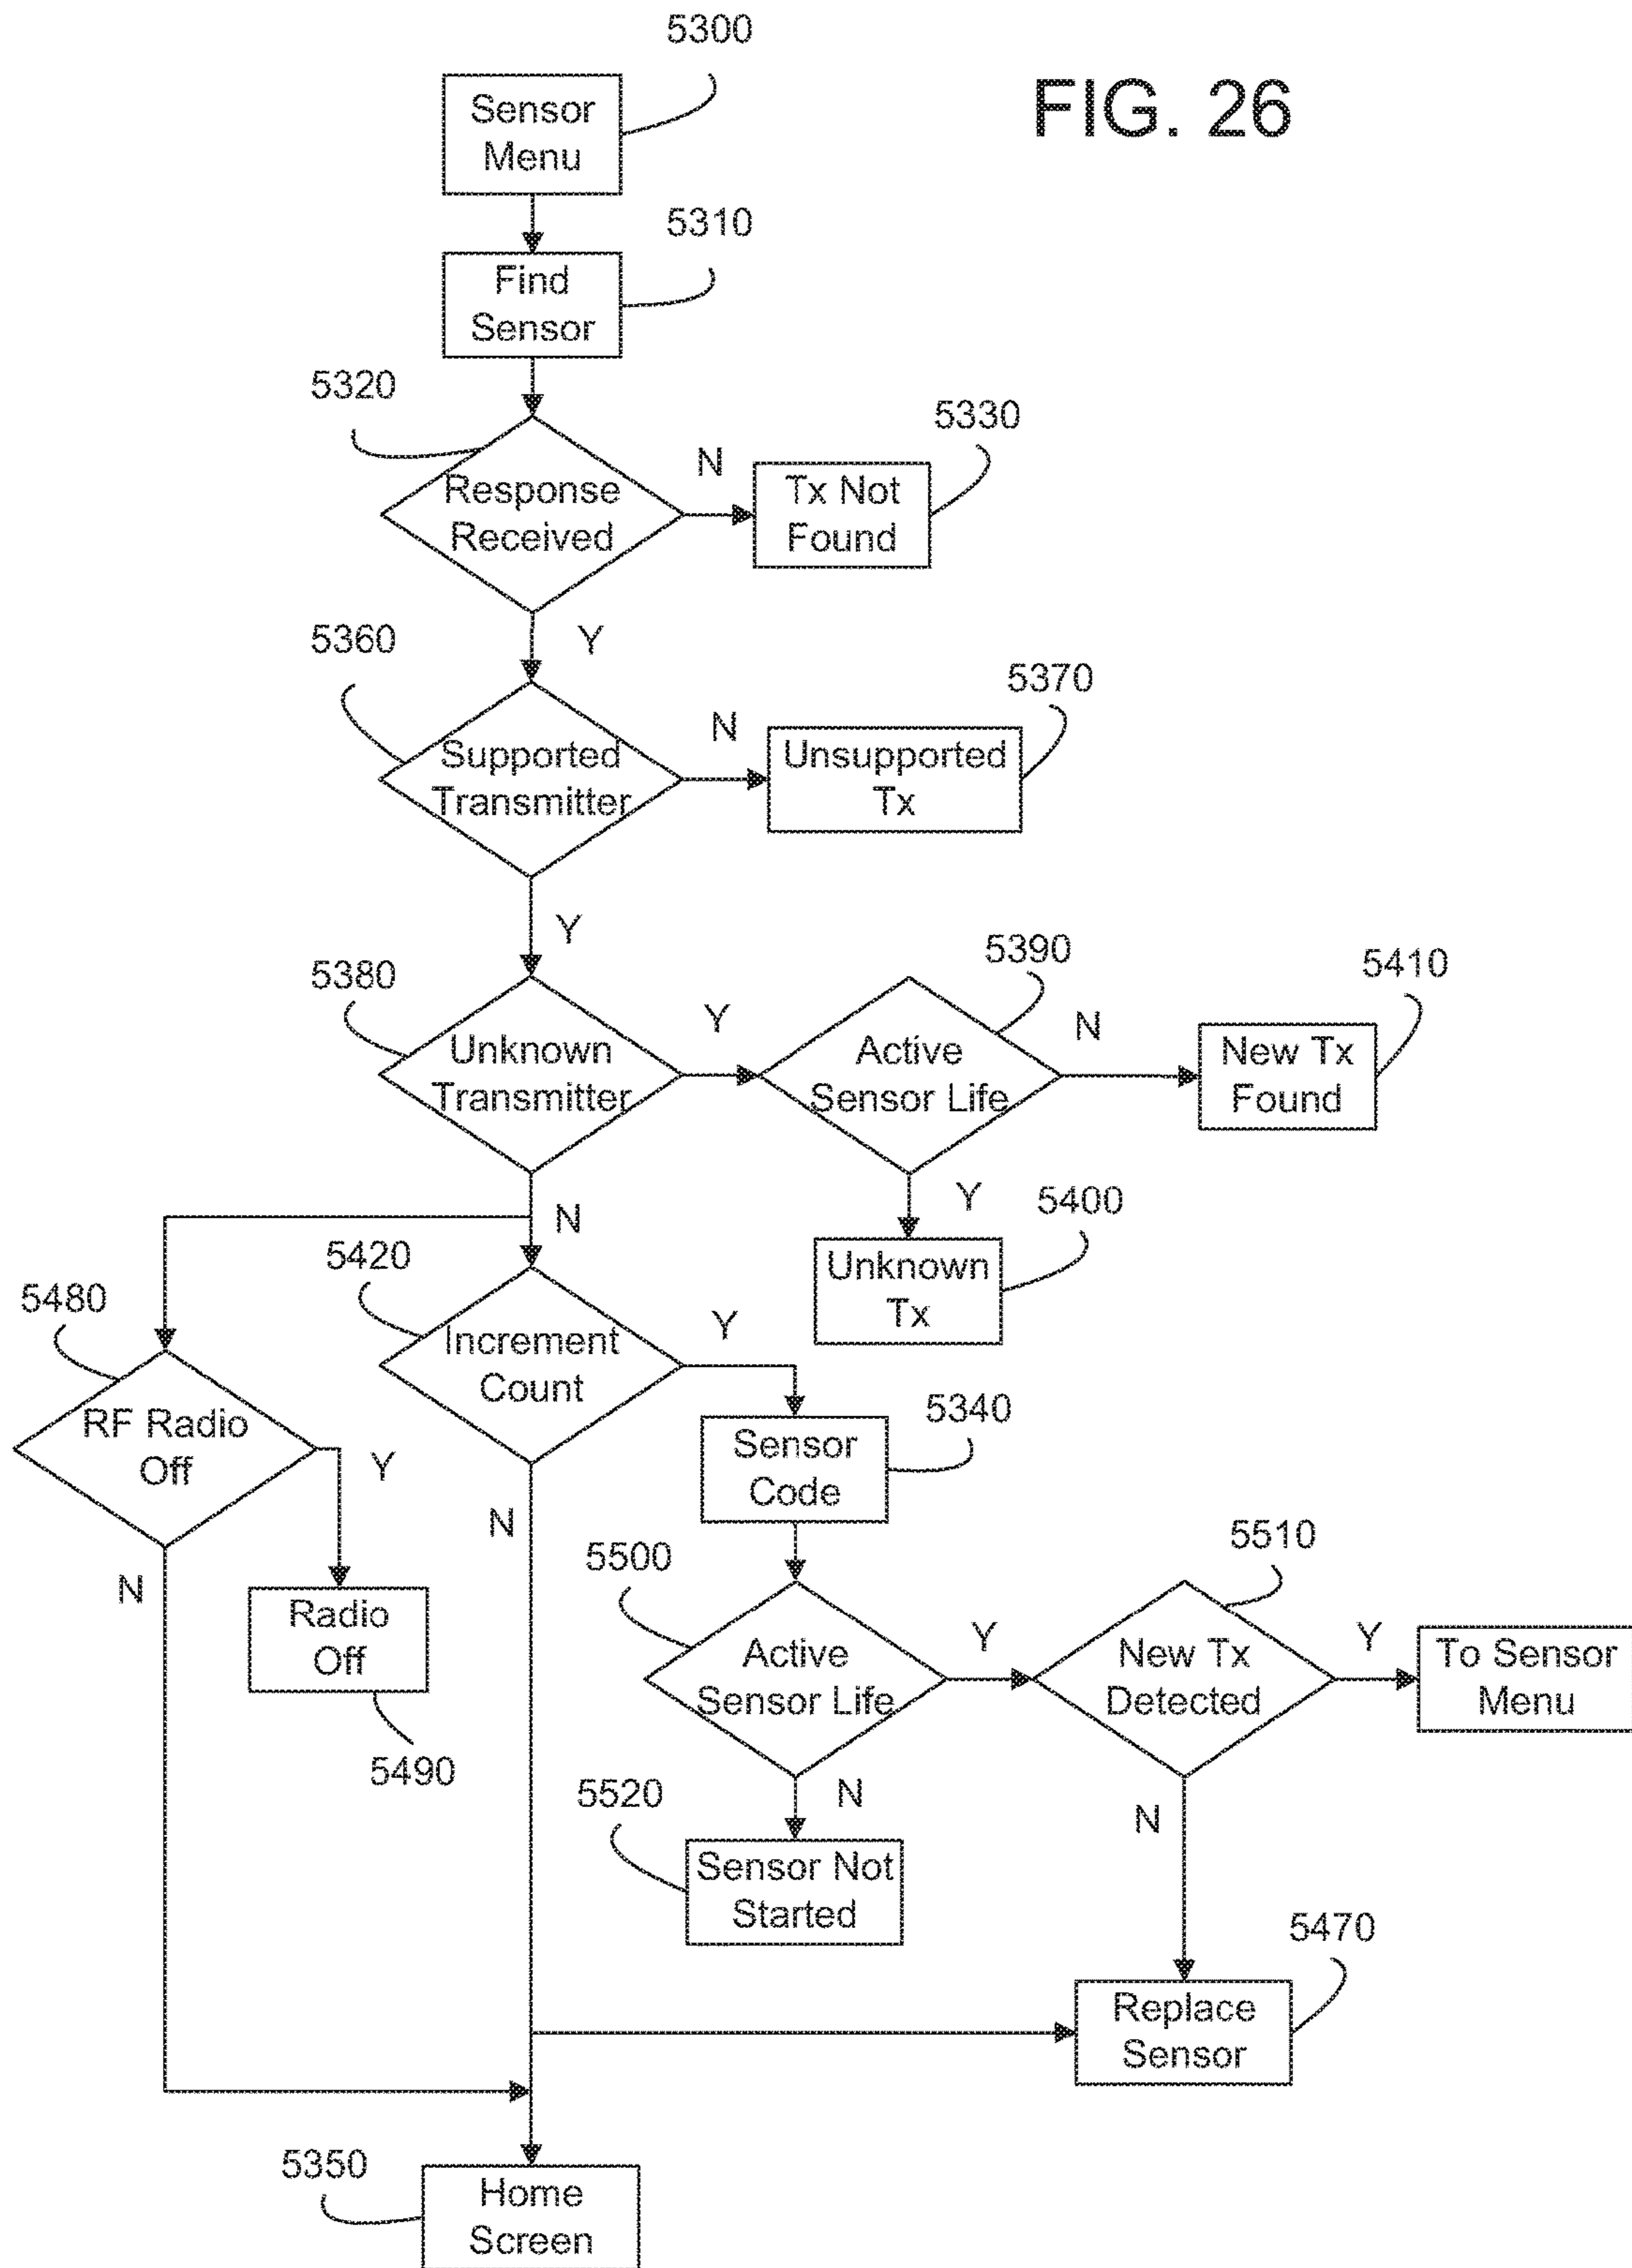 5300
FIG. 26
Sensor
Menu
5310
Find
Sensor
5320
Response
Received
N
5330
Tx Not
Found
Y
5360
Supported
Transmitter
N
5370
Unsupported
Tx
Y
5380
Unknown
Transmitter
Y
5390
Active
Sensor Life
N
5410
New Tx
Found
Y
5400
Unknown
Tx
N
5420
Increment
Count
Y
5480
RF Radio
Off
Y
N
5340
Sensor
Code
N
Radio
Off
5490
5500
Active
Sensor Life
Y
5510
New Tx
Detected
Y
To Sensor
Menu
N
5520
Sensor Not
Started
N
5470
Replace
Sensor
5350
Home
Screen